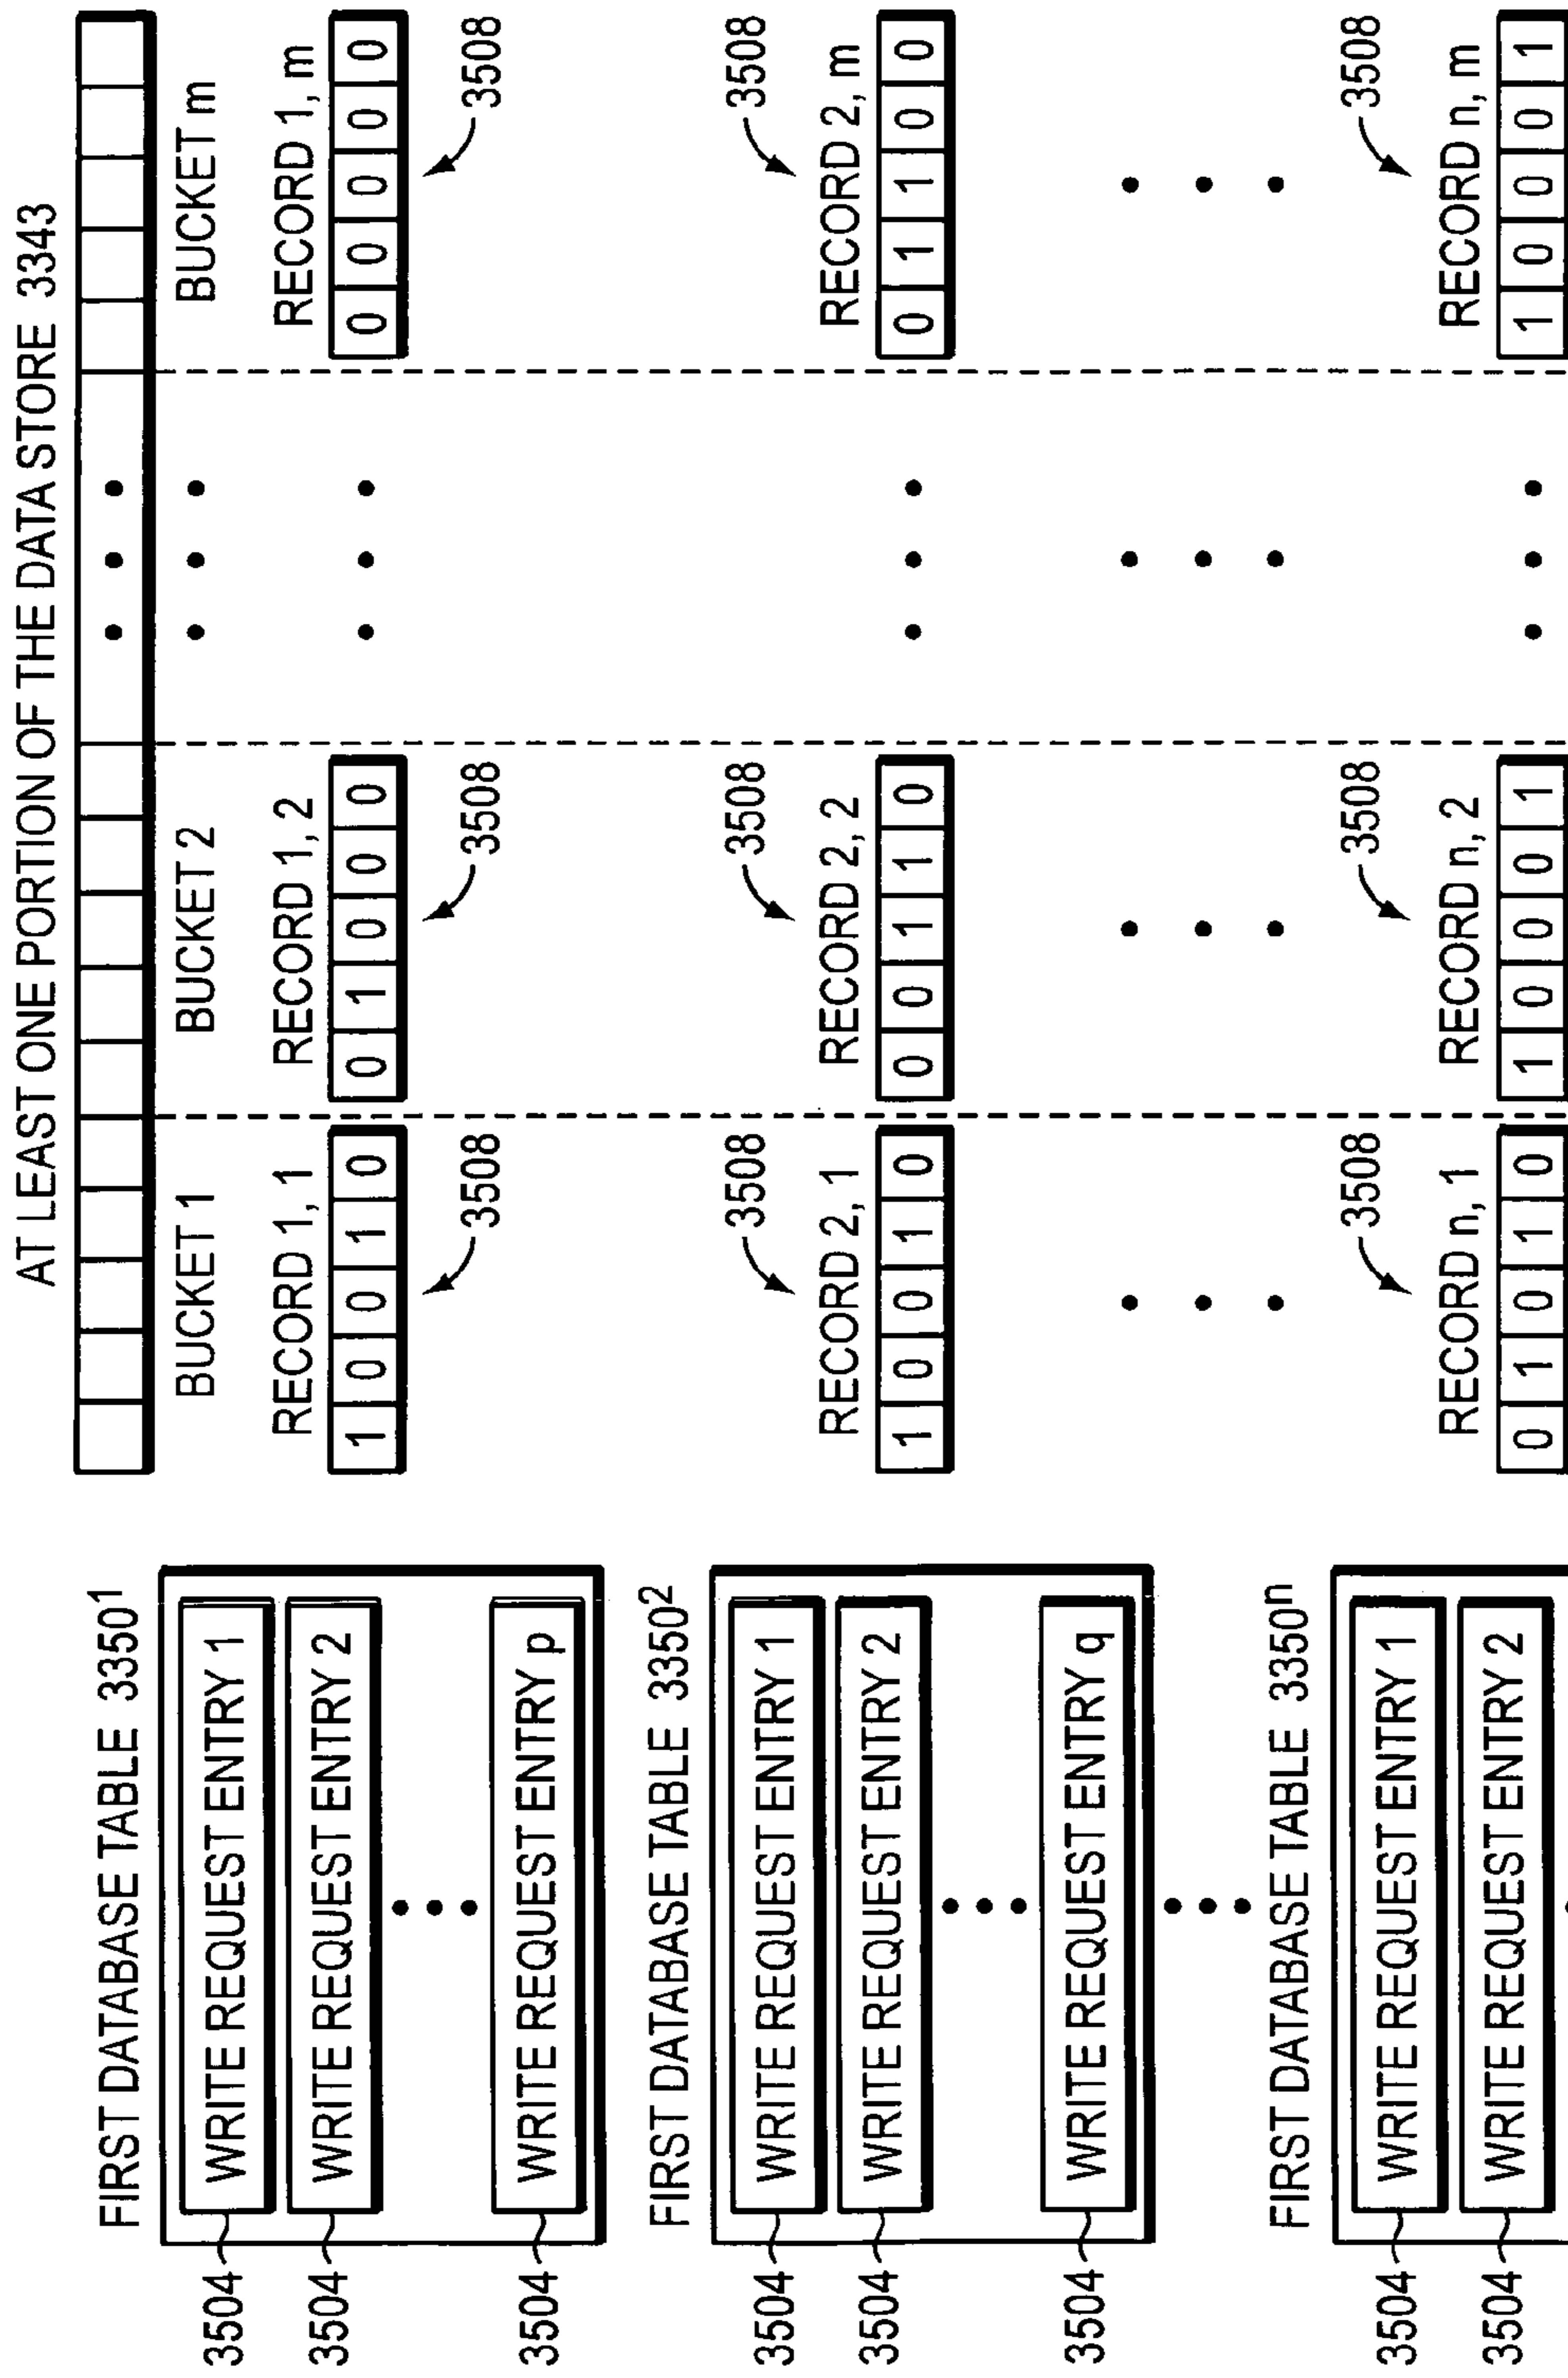 AT LEAST ONE PORTION OF THE DATA STORE 3343
FIRST DATABASE TABLE 3350¹
BUCKET 1 BUCKET 2 • • • BUCKET m
3504 WRITE REQUEST ENTRY 1
3504 WRITE REQUEST ENTRY 2
• • •
3504 WRITE REQUEST ENTRY p
RECORD 1, 1 RECORD 1, 2 RECORD 1, m
1 0 0 1 0 0 1 0 0 0 • • • 0 0 0 0 0
3508 3508 3508
FIRST DATABASE TABLE 3350²
3504 WRITE REQUEST ENTRY 1
3504 WRITE REQUEST ENTRY 2
• • •
3504 WRITE REQUEST ENTRY q
3508 3508 3508
RECORD 2, 1 RECORD 2, 2 RECORD 2, m
1 0 0 1 0 0 0 1 1 0 • • • 0 1 1 0 0
• • •
FIRST DATABASE TABLE 3350ⁿ
3504 WRITE REQUEST ENTRY 1
3504 WRITE REQUEST ENTRY 2
3508 3508 3508
RECORD n, 1 RECORD n, 2 RECORD n, m
0 1 0 1 0 1 0 0 0 1 • • • 1 0 0 0 1